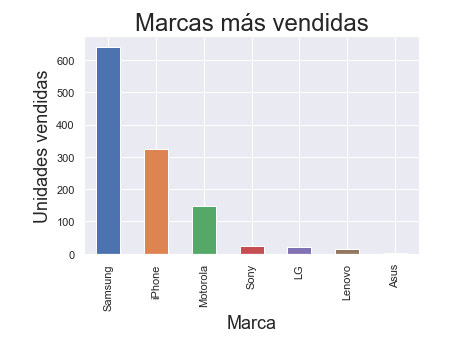 Marcas más vendidas
Unidades vendidas
600
500
400
300
200
100
0
Samsung
iPhone
Motorola
Sony
LG
Lenovo
Asus
Marca